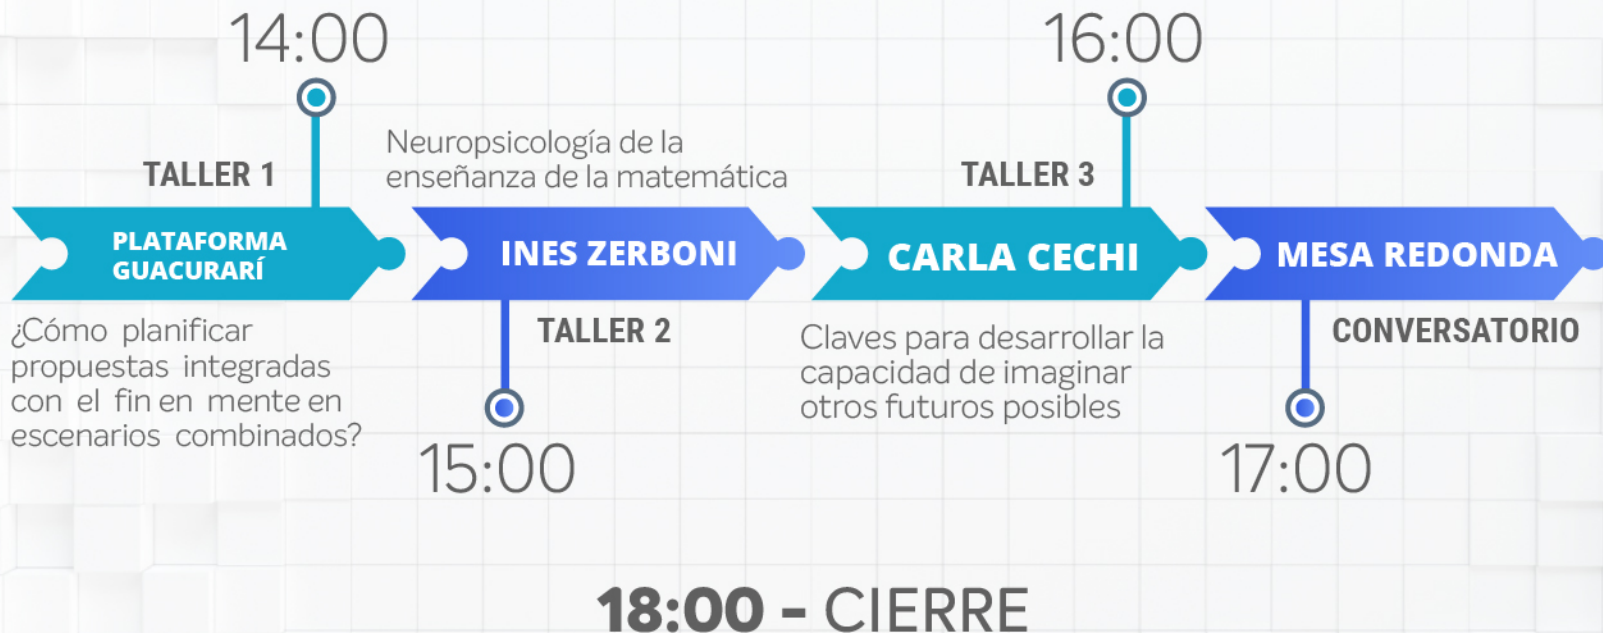 14:00
TALLER 1
PLATAFORMA
GUACURARÍ
¿Cómo planificar
propuestas integradas
con el fin en mente en
escenarios combinados?
Neuropsicología de la
enseñanza de la matemática
INES ZERBONI
TALLER 2
15:00
16:00
TALLER 3
CARLA CECHI
Claves para desarrollar la
capacidad de imaginar
otros futuros posibles
MESA REDONDA
CONVERSATORIO
17:00
18:00 - CIERRE